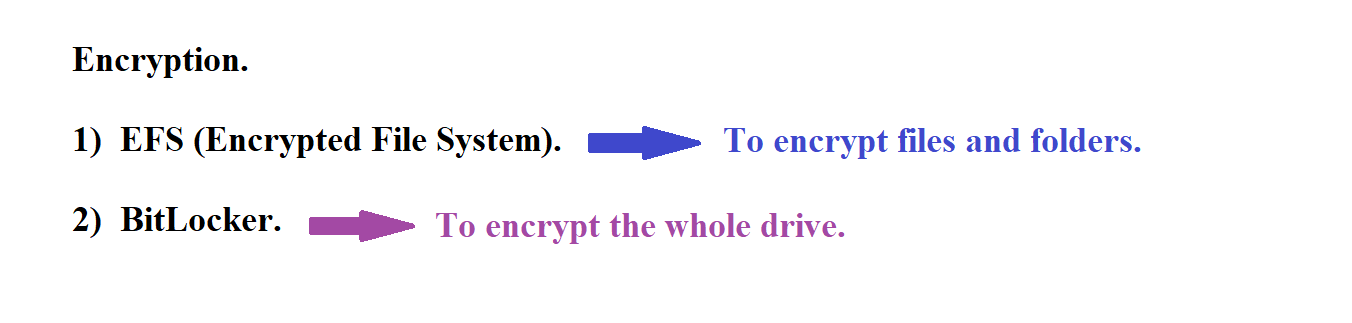 Encryption.
1) EFS (Encrypted File System). To encrypt files and folders.
2) BitLocker. To encrypt the whole drive.